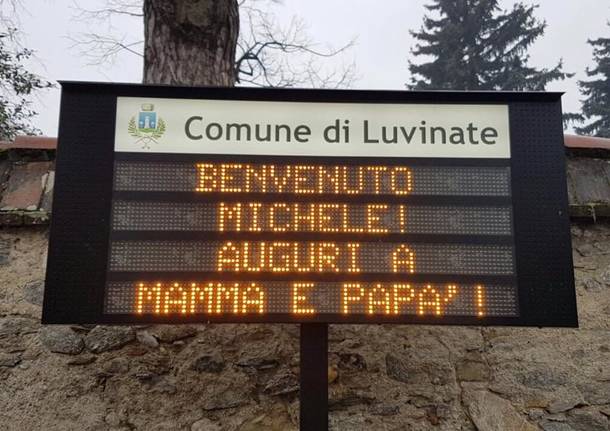 Comune di Luvinate
BENVENUTO
MICHELE!
AUGURI A
MAMMA E PAPA'!